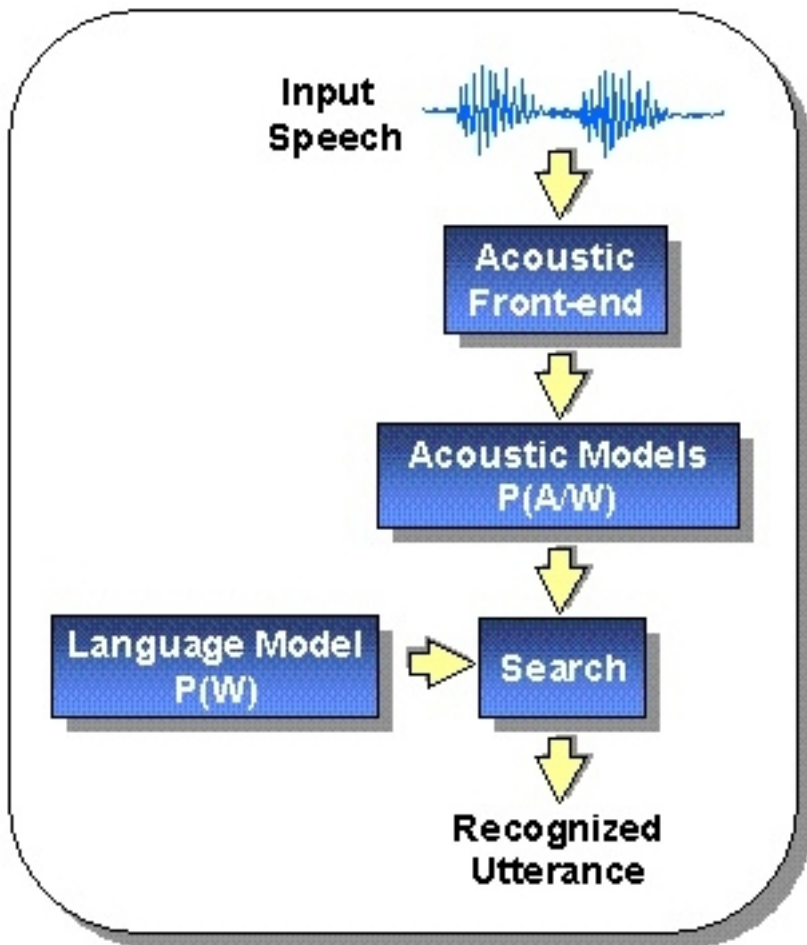 Input
Speech
Acoustic
Front-end
Acoustic Models
P(A/W)
Language Model
P(W)
Search
Recognized
Utterance